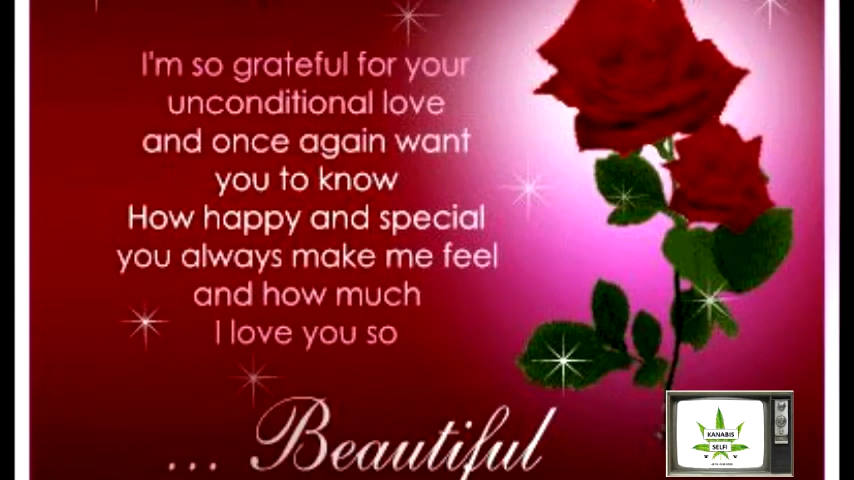 I'm so grateful for your
unconditional love
and once again want
you to know
How happy and special
you always make me feel
and how much
I love you so
... Beautiful
KANABIS
SELFI